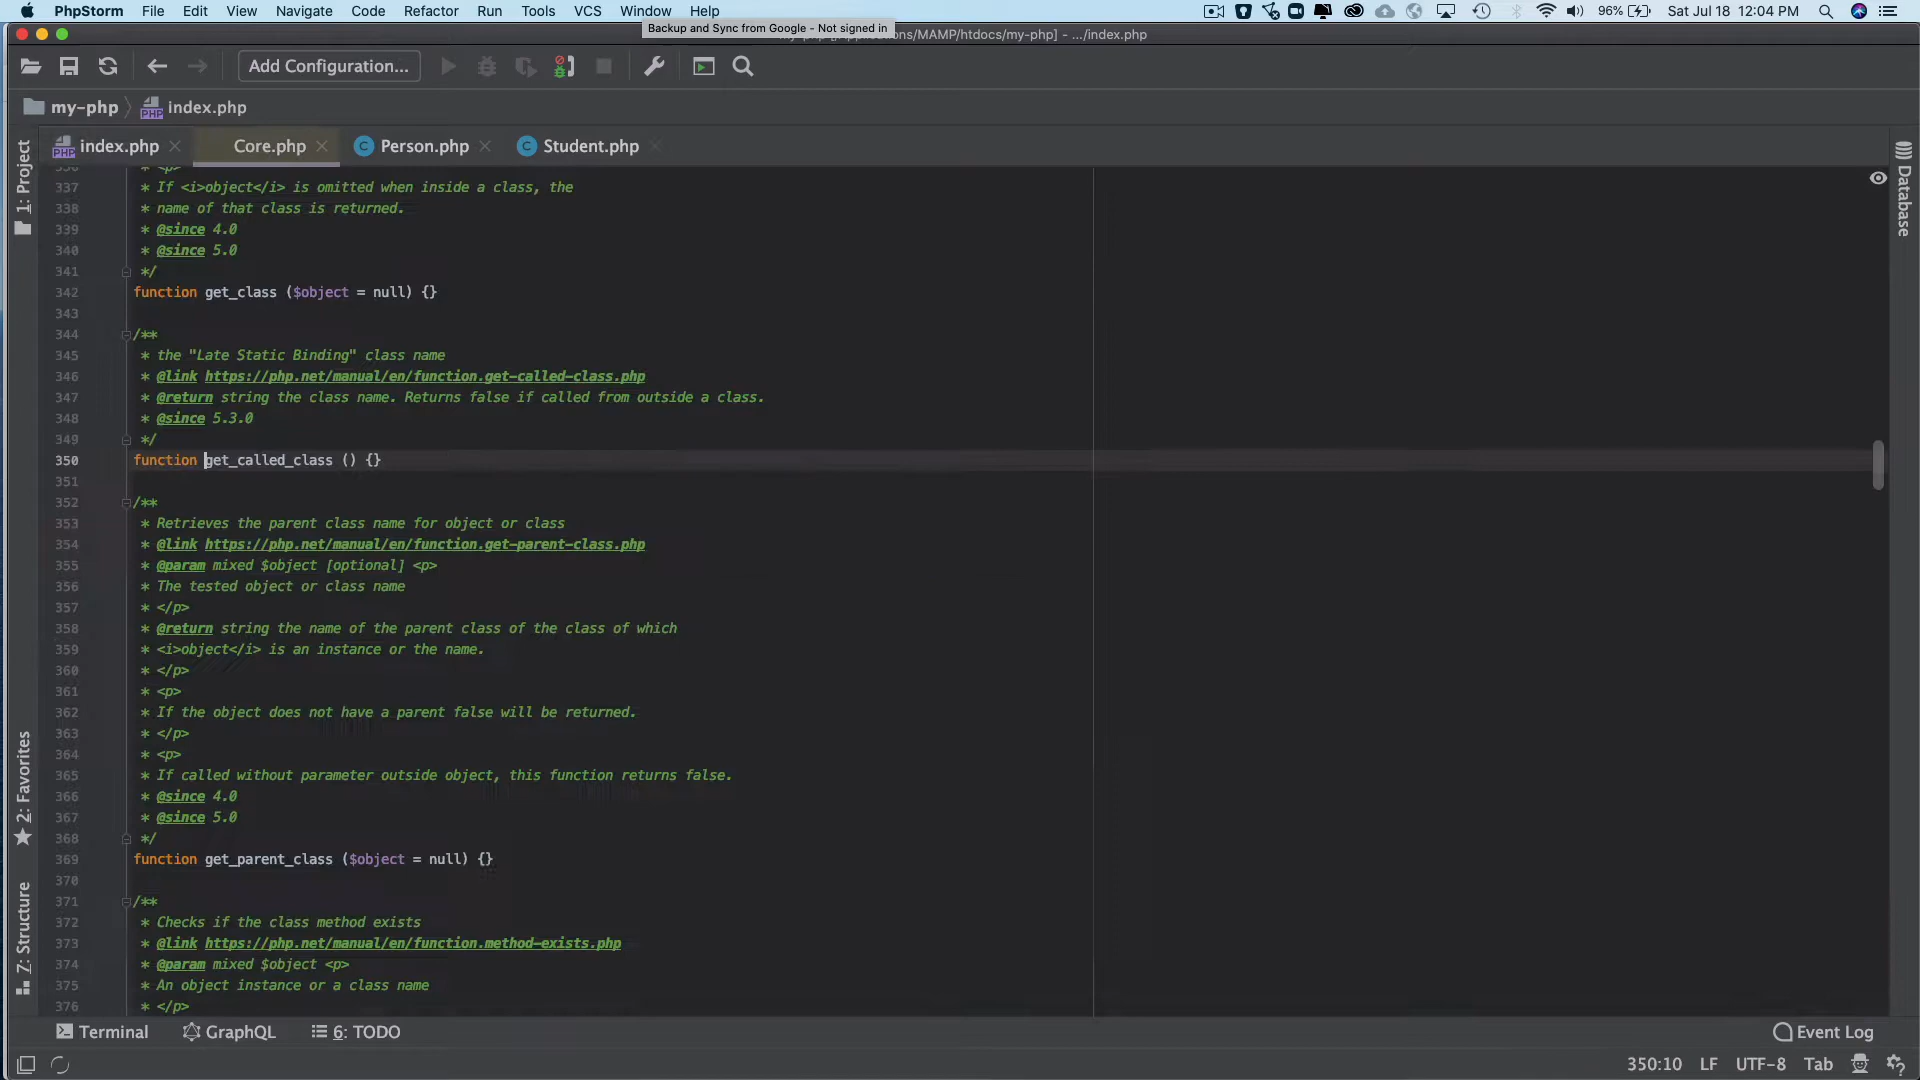 PhpStorm File Edit View Navigate Code Refactor Run Tools VCS Window Help 96% Sat Jul 18 12:04 PM
Backup and Sync from Google - Not signed in
[/Applications/MAMP/htdocs/my-php] - .../index.php
Add Configuration...
my-php index.php
index.php Core.php Person.php Student.php
1: Project
Database
2: Favorites
Z: Structure
336 * <p>
337 * If <i>object</i> is omitted when inside a class, the
338 * name of that class is returned.
339 * @since 4.0
340 * @since 5.0
341 */
342 function get_class ($object = null) {}
343
344 /**
345 * the "Late Static Binding" class name
346 * @link https://php.net/manual/en/function.get-called-class.php
347 * @return string the class name. Returns false if called from outside a class.
348 * @since 5.3.0
349 */
350 function get_called_class () {}
351
352 /**
353 * Retrieves the parent class name for object or class
354 * @link https://php.net/manual/en/function.get-parent-class.php
355 * @param mixed $object [optional] <p>
356 * The tested object or class name
357 * </p>
358 * @return string the name of the parent class of the class of which
359 * <i>object</i> is an instance or the name.
360 * </p>
361 * <p>
362 * If the object does not have a parent false will be returned.
363 * </p>
364 * <p>
365 * If called without parameter outside object, this function returns false.
366 * @since 4.0
367 * @since 5.0
368 */
369 function get_parent_class ($object = null) {}
370
371 /**
372 * Checks if the class method exists
373 * @link https://php.net/manual/en/function.method-exists.php
374 * @param mixed $object <p>
375 * An object instance or a class name
376 * </p>
Terminal GraphQL 6: TODO Event Log
350:10 LF UTF-8 Tab